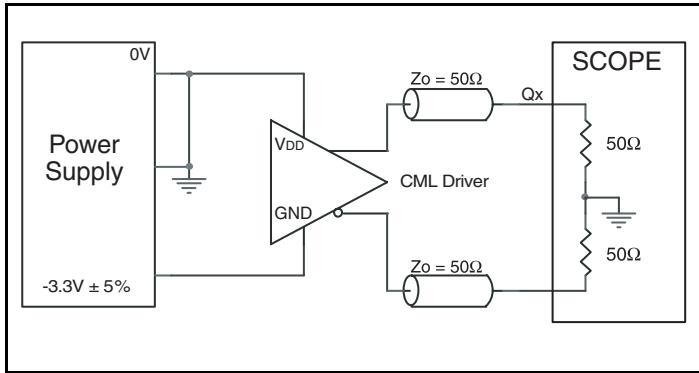 0V
SCOPE
Zo = 50Ω
Qx
Power
Supply
VDD
50Ω
CML Driver
GND
Zo = 50Ω
50Ω
-3.3V ± 5%